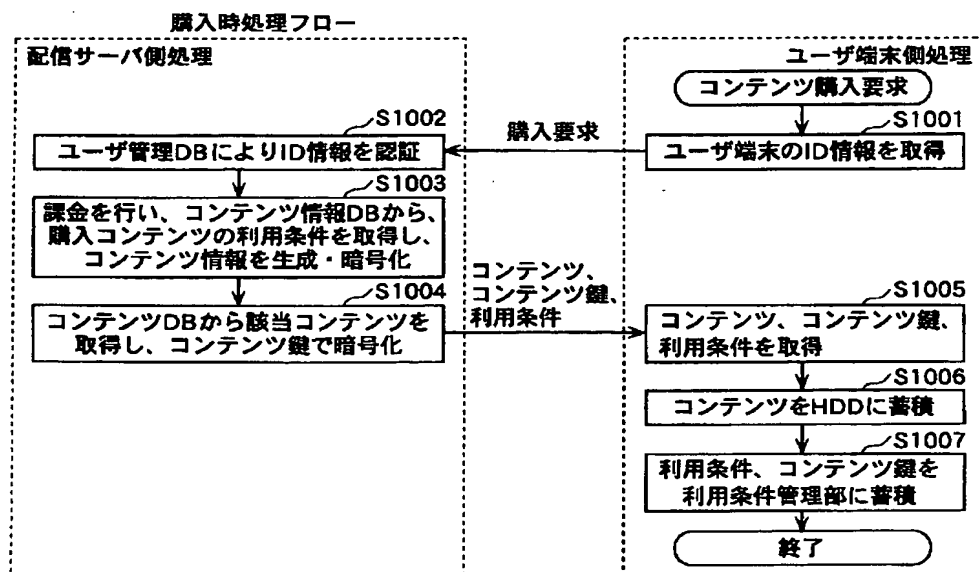 購入時処理フロー
配信サーバ側処理
ユーザ端末側処理
コンテンツ購入要求
S1001
ユーザ端末のID情報を取得
購入要求
S1002
ユーザ管理DBによりID情報を認証
S1003
課金を行い、コンテンツ情報DBから、
購入コンテンツの利用条件を取得し、
コンテンツ情報を生成・暗号化
S1004
コンテンツDBから該当コンテンツを
取得し、コンテンツ鍵で暗号化
コンテンツ、
コンテンツ鍵、
利用条件
S1005
コンテンツ、コンテンツ鍵、
利用条件を取得
S1006
コンテンツをHDDに蓄積
S1007
利用条件、コンテンツ鍵を
利用条件管理部に蓄積
終了